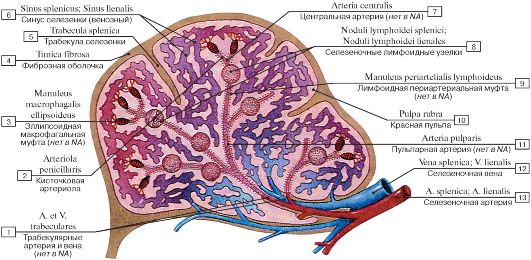 6
Sinus splenicus; Sinus lienalis
Синус селезенки (венозный)
5
Trabecula splenica
Трабекула селезенки
4
Tunica fibrosa
Фиброзная оболочка
Manuleus
macrophagalis
ellipsoideus
3
Эллипсоидная
макрофагальная
муфта (нет в NA)
Arteriola
penicillaris
2
Кисточковая
артериола
A. et V.
trabeculares
1
Трабекулярные
артерия и вена
(нет в NA)
Arteria centralis
7
Центральная артерия (нет в NA)
Noduli lymphoidei splenici;
Noduli lymphoidei lienales
8
Селезеночные лимфоидные узелки
Manuleus periartelialis lymphoideus
9
Лимфоидная периартериальная муфта
(нет в NA)
Pulpa rubra
10
Красная пульпа
Arteria pulparis
11
Пульпарная артерия (нет в NA)
Vena splenica; V. lienalis
12
Селезеночная вена
A. splenica; A. lienalis
13
Селезеночная артерия